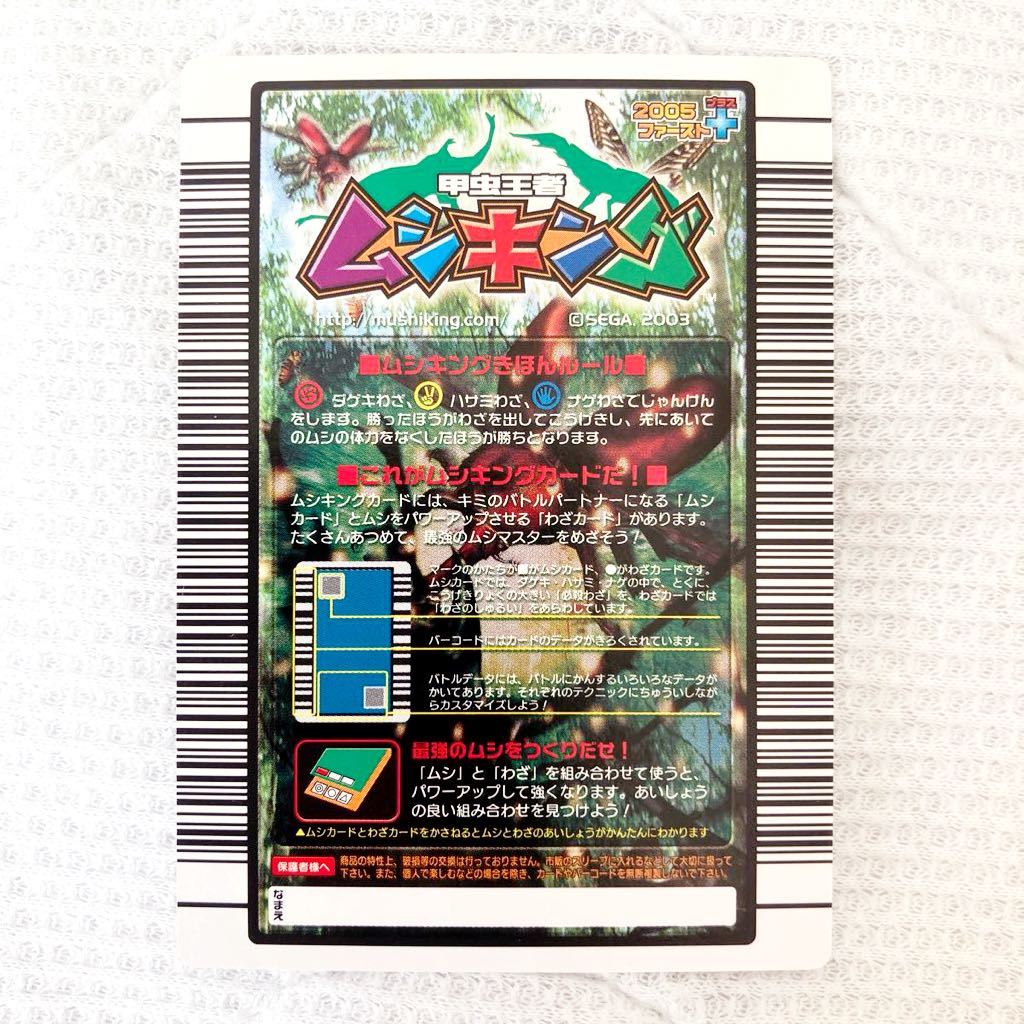 2005
プラス
ファースト+
甲虫王者
ムシキング
TM
http://mushiking.com/
©SEGA, 2003
■ムシキングきほんルール■
ダゲキわざ、 ハサミわざ、 ナゲわざでじゃんけん
をします。勝ったほうがわざを出してこうげきし、先にあいて
のムシの体力をなくしたほうが勝ちとなります。
■これがムシキングカードだ!■
ムシキングカードには、キミのバトルパートナーになる「ムシ
カード」とムシをパワーアップさせる「わざカード」があります。
たくさんあつめて、最強のムシマスターをめざそう!
マークのかたちが■がムシカード、●がわざカードです。
ムシカードでは、ダゲキ・ハサミ・ナゲの中で、とくに、
こうげきりょくの大きい「必殺わざ」を、わざカードでは
「わざのしゅるい」をあらわしています。
バーコードにはカードのデータがきろくされています。
バトルデータには、バトルにかんするいろいろなデータが
かいてあります。それぞれのテクニックにちゅういしなが
らカスタマイズしよう!
最強のムシをつくりだせ!
「ムシ」と「わざ」を組み合わせて使うと、
パワーアップして強くなります。あいしょう
の良い組み合わせを見つけよう!
▲ムシカードとわざカードをかさねるとムシとわざのあいしょうがかんたんにわかります
保護者様へ 商品の特性上、破損等の交換は行っておりません。市販のスリーブに入れるなどして大切に扱って
下さい。また、個人で楽しむなどの場合を除き、カードやバーコードを無断複製しないで下さい。
なまえ